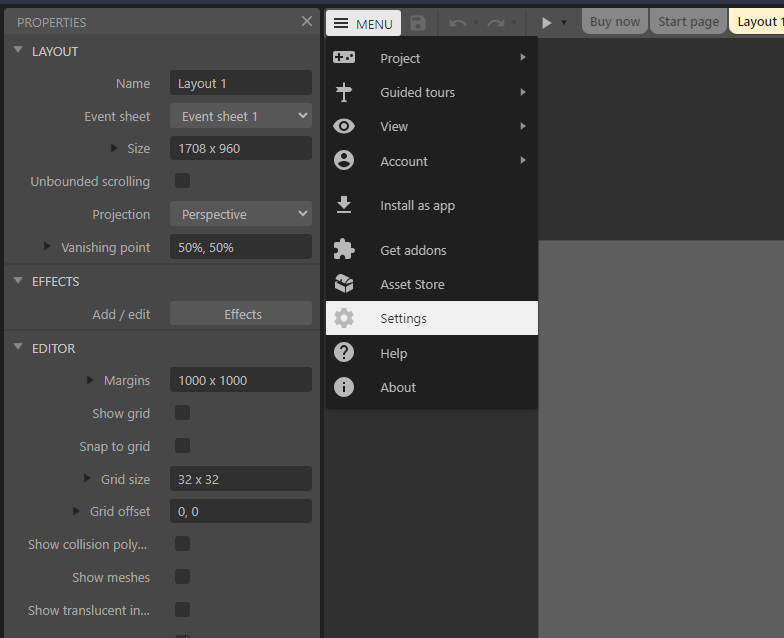 PROPERTIES
LAYOUT
Name
Layout 1
Event sheet
Event sheet 1
Size
1708 x 960
Unbounded scrolling
Projection
Perspective
Vanishing point
50%, 50%
EFFECTS
Add / edit
Effects
EDITOR
Margins
1000 x 1000
Show grid
Snap to grid
Grid size
32 x 32
Grid offset
0, 0
Show collision poly...
Show meshes
Show translucent in...
MENU
Buy now
Start page
Layout 1
Project
Guided tours
View
Account
Install as app
Get addons
Asset Store
Settings
Help
About